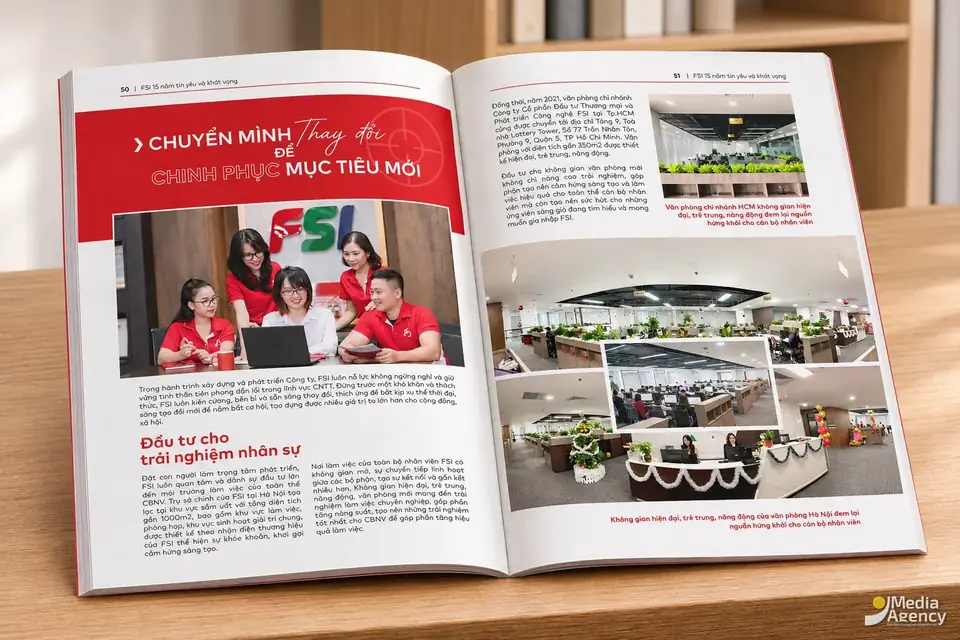 50 | FSI 15 năm tin yêu và khát vọng
CHUYỂN MÌNH Thay đổi
ĐỂ
CHINH PHỤC MỤC TIÊU MỚI
FSI
Trong hành trình xây dựng và phát triển Công ty, FSI luôn nỗ lực không ngừng nghỉ và giữ
vững tinh thần tiên phong dẫn lối trong lĩnh vực CNTT. Đứng trước một khó khăn và thách
thức, FSI luôn kiên cường, bền bỉ và sẵn sàng thay đổi, thích ứng để bắt kịp xu thế thời đại,
sáng tạo đổi mới để nắm bắt cơ hội, tạo dựng được nhiều giá trị to lớn hơn cho cộng đồng,
xã hội.
Đầu tư cho
trải nghiệm nhân sự
Đặt con người làm trọng tâm phát triển,
FSI luôn quan tâm và dành sự đầu tư lớn
đến môi trường làm việc của toàn thể
CBNV. Trụ sở chính của FSI tại Hà Nội tọa
lạc tại khu vực sầm uất với tổng diện tích
gần 1000m2, bao gồm khu vực làm việc,
phòng họp, khu vực sinh hoạt giải trí chung,
được thiết kế theo nhận diện thương hiệu
của FSI thể hiện sự khỏe khoắn, khơi gợi
cảm hứng sáng tạo.
Nơi làm việc của toàn bộ nhân viên FSI có
không gian mở, sự chuyển tiếp linh hoạt
giữa các bộ phận, tạo sự kết nối và gắn kết
nhiều hơn. Không gian hiện đại, trẻ trung,
năng động, văn phòng mới mang đến trải
nghiệm làm việc chuyên nghiệp, góp phần
tăng năng suất, tạo nên những trải nghiệm
tốt nhất cho CBNV để góp phần tăng hiệu
quả làm việc.
51 | FSI 15 năm tin yêu và khát vọng
Đồng thời, năm 2021, văn phòng chi nhánh
Công ty Cổ phần Đầu tư Thương mại và
Phát triển Công nghệ FSI tại Tp.HCM
cũng được chuyển tới địa chỉ Tầng 9, Toà
nhà Lottery Tower, Số 77 Trần Nhân Tôn,
Phường 9, Quận 5, TP Hồ Chí Minh. Văn
phòng với diện tích gần 350m2 được thiết
kế hiện đại, trẻ trung, năng động.
Đầu tư cho không gian văn phòng mới
không chỉ nâng cao trải nghiệm, góp
phần tạo nên cảm hứng sáng tạo và làm
việc hiệu quả cho toàn thể cán bộ nhân
viên mà còn tạo nên sức hút cho những
ứng viên sáng giá đang tìm hiểu và mong
muốn gia nhập FSI.
Văn phòng chi nhánh HCM không gian hiện
đại, trẻ trung, năng động đem lại nguồn
hứng khởi cho cán bộ nhân viên
Không gian hiện đại, trẻ trung, năng động của văn phòng Hà Nội đem lại
nguồn hứng khởi cho cán bộ nhân viên
Media
Agency